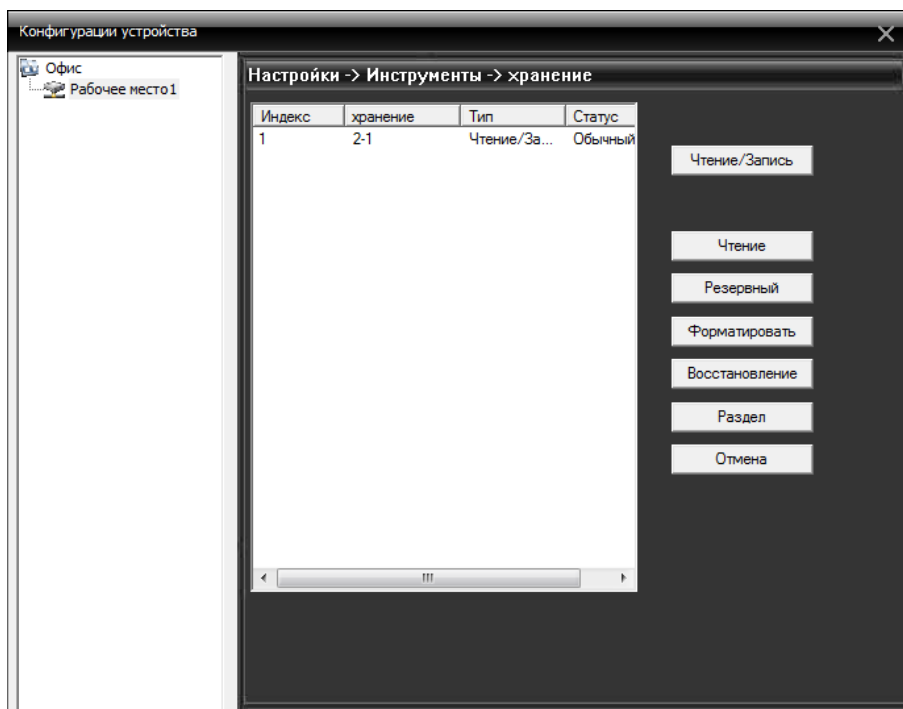 Конфигурации устройства
Офис
Рабочее место1
Настройки -> Инструменты -> хранение
Индекс хранение Тип Статус
1 2-1 Чтение/За... Обычный
Чтение/Запись
Чтение
Резервный
Форматировать
Восстановление
Раздел
Отмена